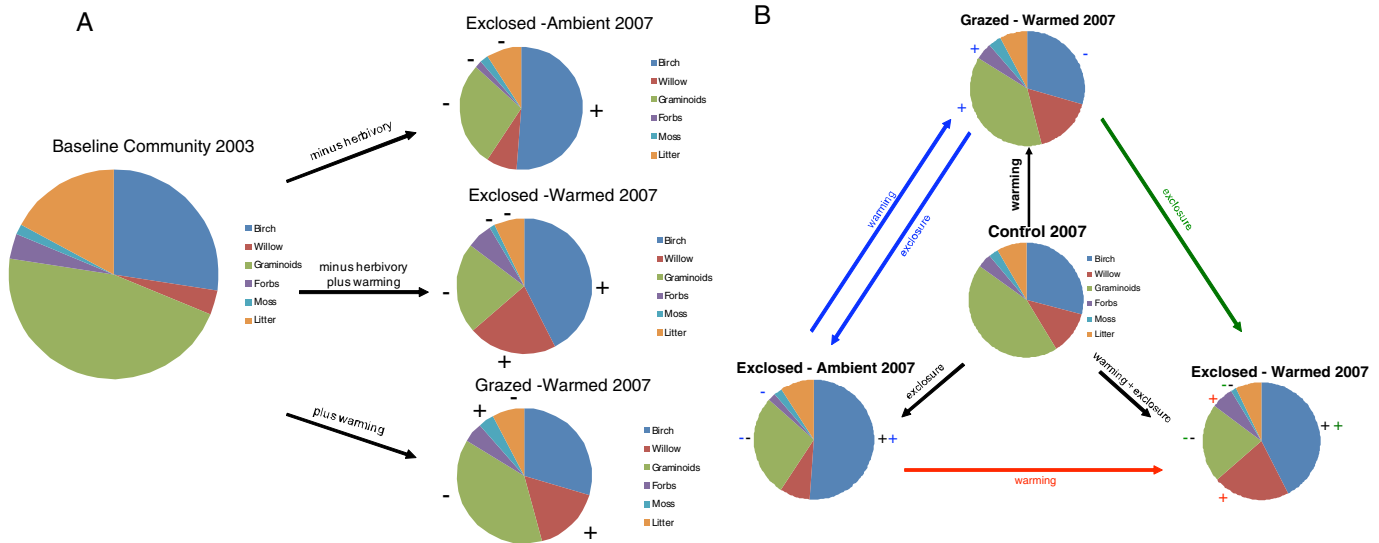 A
Exclosed -Ambient 2007
-
-
-
+
Birch
Willow
Graminoids
Forbs
Moss
Litter
minus herbivory
Baseline Community 2003
Birch
Willow
Graminoids
Forbs
Moss
Litter
minus herbivory
plus warming
Exclosed -Warmed 2007
-
-
-
+
+
Birch
Willow
Graminoids
Forbs
Moss
Litter
plus warming
Grazed -Warmed 2007
-
+
-
+
Birch
Willow
Graminoids
Forbs
Moss
Litter
B
Grazed - Warmed 2007
+
-
+
warming
exclosure
warming
exclosure
Control 2007
Birch
Willow
Graminoids
Forbs
Moss
Litter
exclosure
warming + exclosure
Exclosed - Ambient 2007
-
--
++
warming
Exclosed - Warmed 2007
--
+
--
++
+